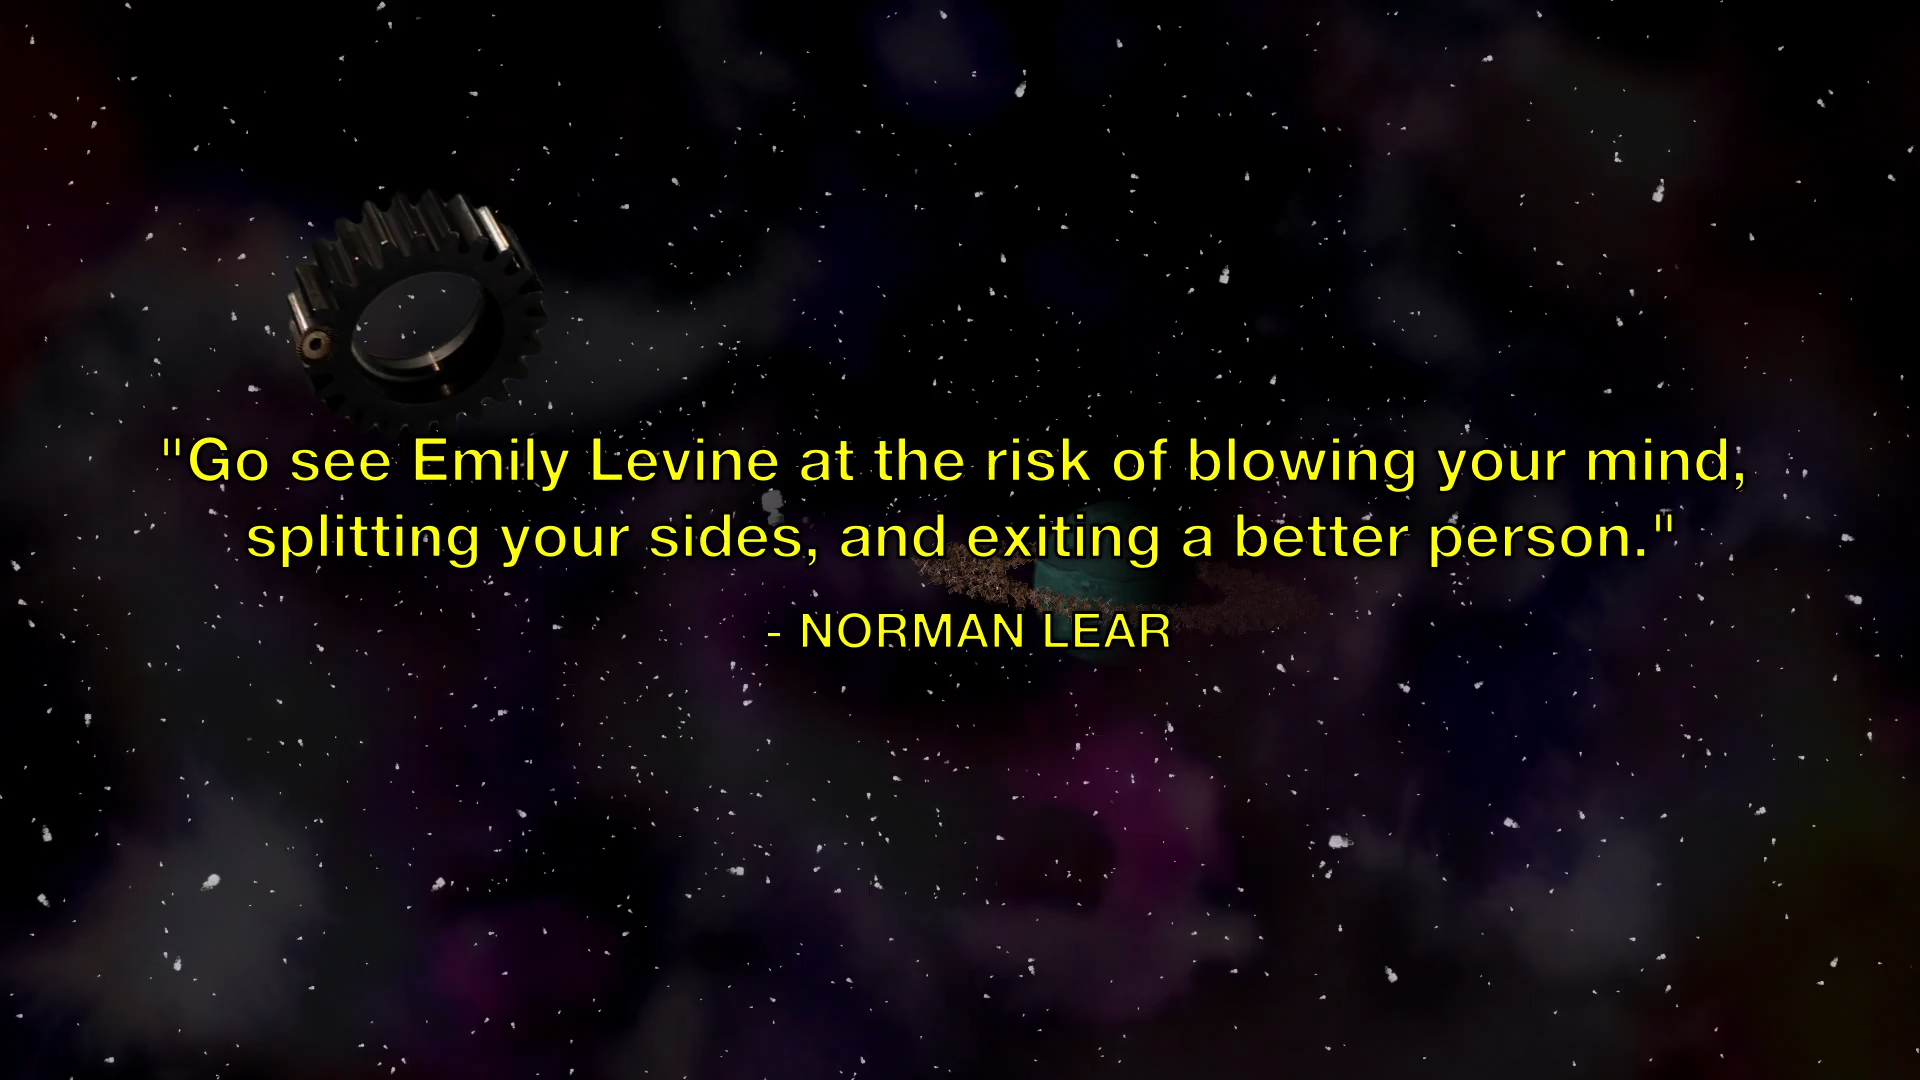 "Go see Emily Levine at the risk of blowing your mind,
splitting your sides, and exiting a better person."
- NORMAN LEAR